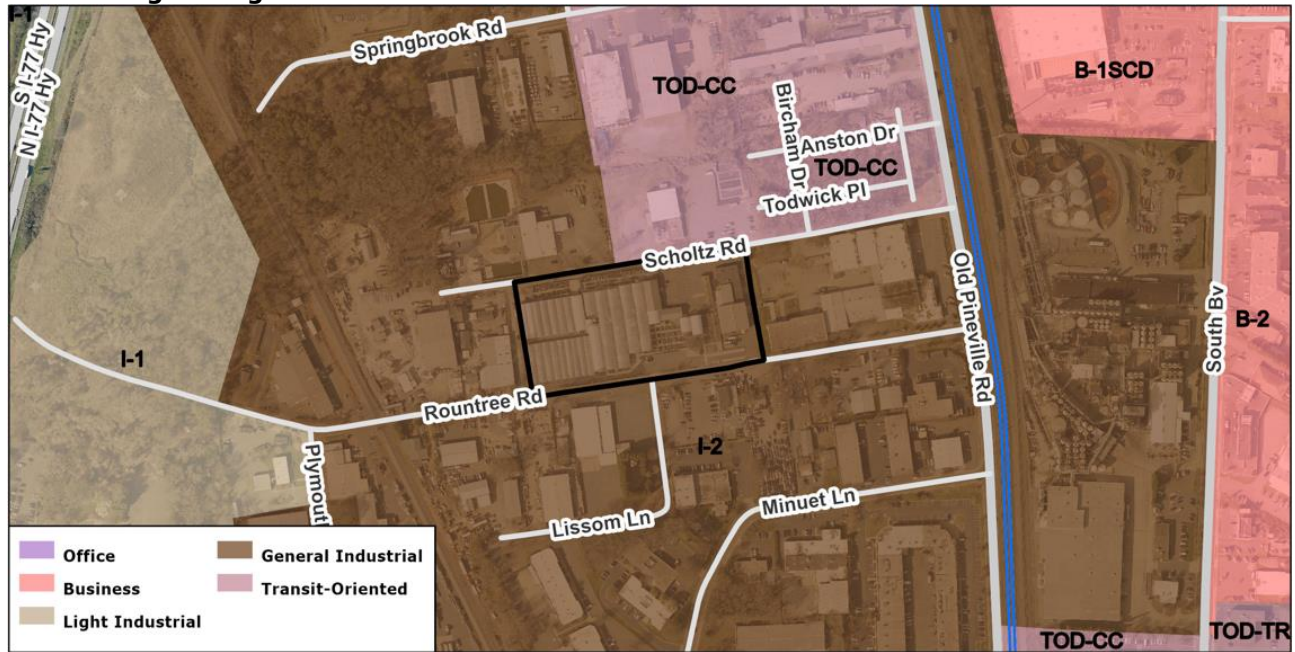 I-1
S I-77 Hy
N I-77 Hy
Springbrook Rd
TOD-CC
B-1SCD
Bircham Dr
Anston Dr
TOD-CC
Todwick Pl
Scholtz Rd
Old Pineville Rd
South Bv
B-2
I-1
Rountree Rd
Plymout
I-2
Minuet Ln
Lissom Ln
Office
General Industrial
Business
Transit-Oriented
Light Industrial
TOD-CC
TOD-TR